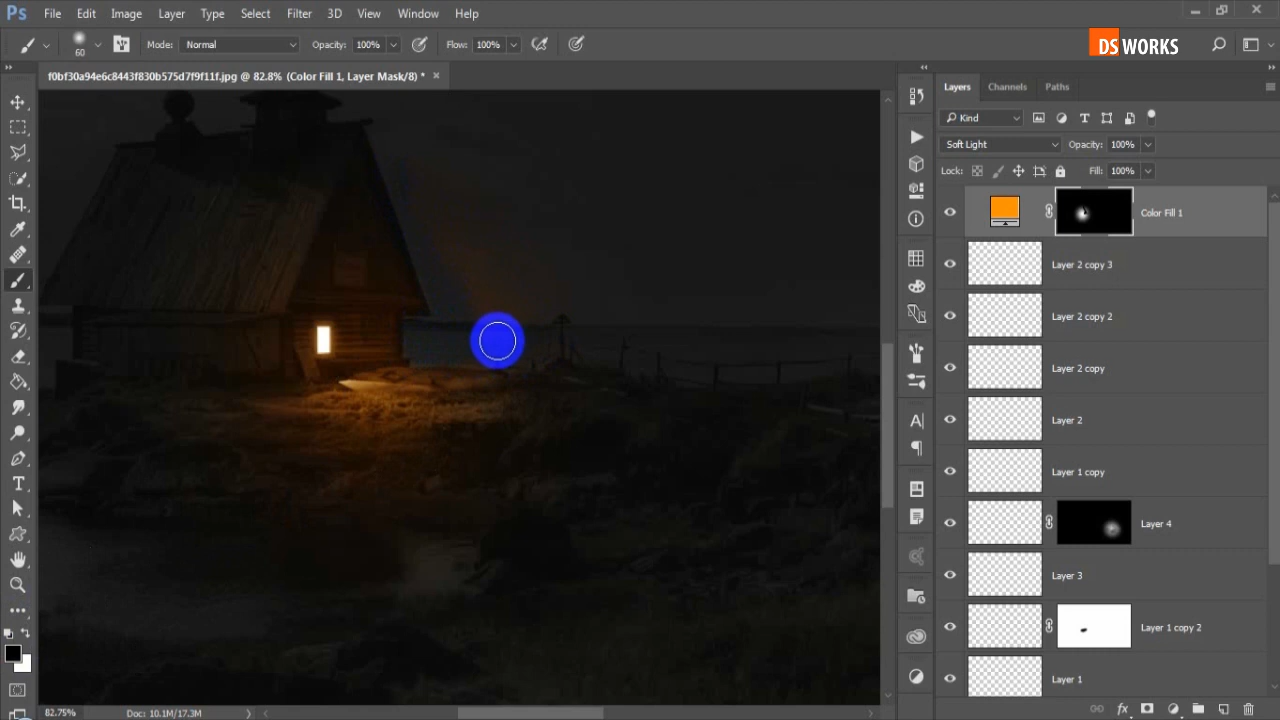 Ps File Edit Image Layer Type Select Filter 3D View Window Help
60 Mode: Normal Opacity: 100% Flow: 100%
DS WORKS
f0bf30a94e6c8443f830b575d7f9f11f.jpg @ 82.8% (Color Fill 1, Layer Mask/8) *
Layers Channels Paths
Kind
Soft Light Opacity: 100%
Lock: Fill: 100%
Color Fill 1
Layer 2 copy 3
Layer 2 copy 2
Layer 2 copy
Layer 2
Layer 1 copy
Layer 4
Layer 3
Layer 1 copy 2
Layer 1
82.75% Doc: 10.1M/17.3M